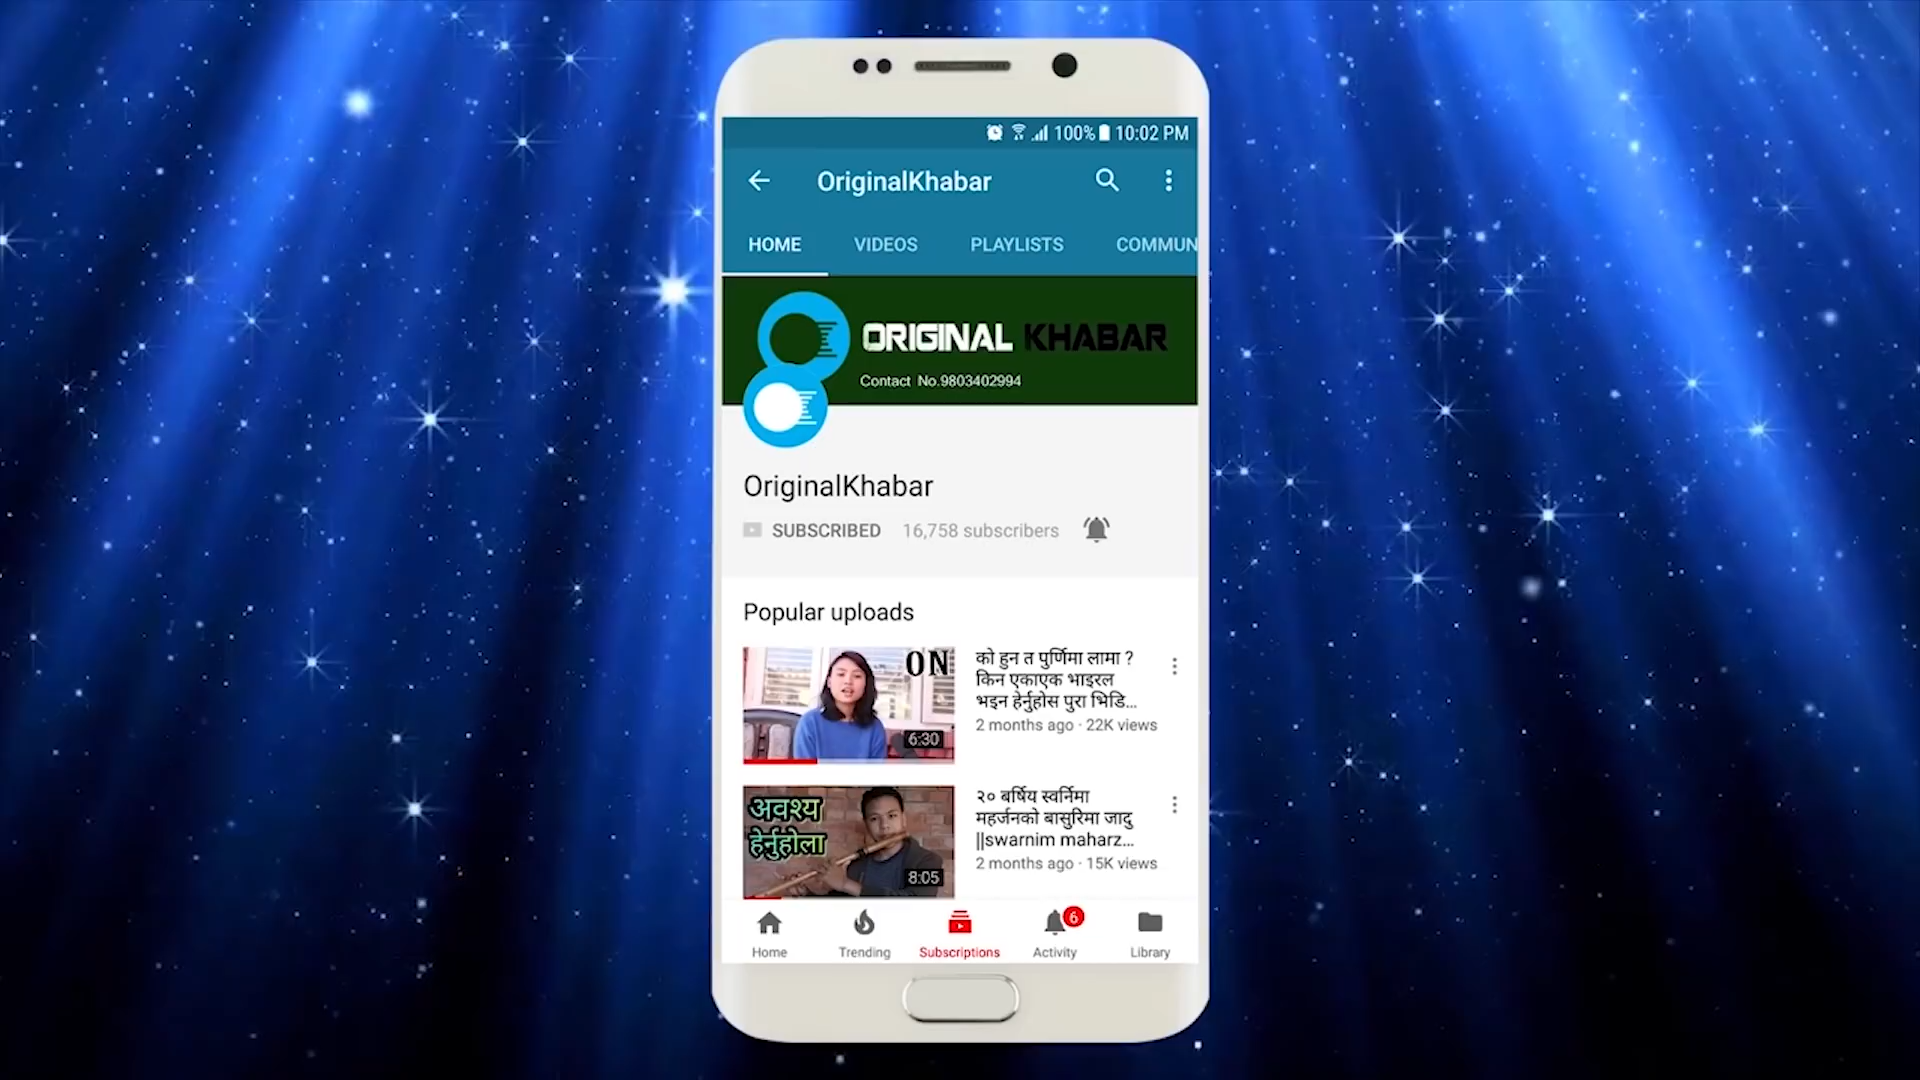 100% 10:02 PM
OriginalKhabar
HOME VIDEOS PLAYLISTS COMMUN
ORIGINAL KHABAR
Contact No.9803402994
OriginalKhabar
SUBSCRIBED 16,758 subscribers
Popular uploads
ON
6:30
को हुन त पुर्णिमा लामा ?
किन एकाएक भाइरल
भइन हेर्नुहोस पुरा भिडि...
2 months ago · 22K views
अवश्य
हेर्नुहोला
8:05
२० बर्षिय स्वर्निमा
महर्जनको बासुरिमा जादु
||swarnim maharz...
2 months ago · 15K views
6
Home Trending Subscriptions Activity Library